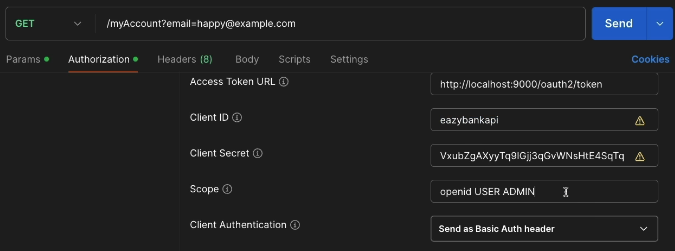 GET /myAccount?email=happy@example.com Send
Params Authorization Headers (8) Body Scripts Settings Cookies
Access Token URL http://localhost:9000/oauth2/token
Client ID eazybankapi
Client Secret VxubZgAXyyTq9lGjj3qGvWNsHtE4SqTq
Scope openid USER ADMIN
Client Authentication Send as Basic Auth header